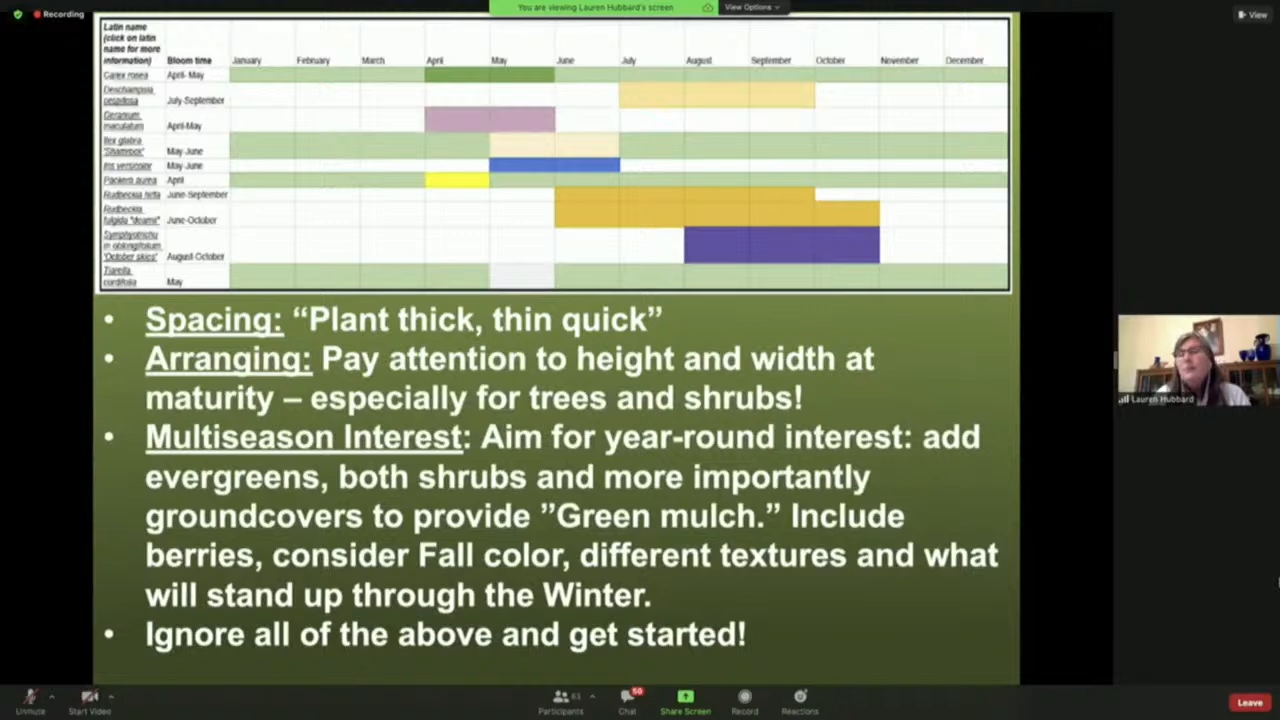 Recording
You are viewing Lauren Hubbard's screen
View Options
View
Latin name
(click on latin
name for more
information)
Bloom time
January
February
March
April
May
June
July
August
September
October
November
December
Carex rosea
April- May
Deschampsia
cespitosa
July-September
Geranium
maculatum
April-May
Ilex glabra
'Shamrock'
May-June
Iris versicolor
May-June
Packera aurea
April
Rudbeckia hirta
June-September
Rudbeckia
fulgida "deamii"
June-October
Symphyotrichu
m oblongifolium
'October skies'
August-October
Tiarella
cordifolia
May
• Spacing: “Plant thick, thin quick”
• Arranging: Pay attention to height and width at
maturity – especially for trees and shrubs!
• Multiseason Interest: Aim for year-round interest: add
evergreens, both shrubs and more importantly
groundcovers to provide ”Green mulch.” Include
berries, consider Fall color, different textures and what
will stand up through the Winter.
• Ignore all of the above and get started!
Lauren Hubbard
Unmute
Start Video
Participants
61
Chat
50
Share Screen
Record
Reactions
Leave